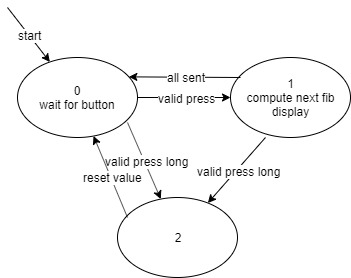 start
0
wait for button
all sent
valid press
1
compute next fib
display
valid press long
reset value
valid press long
2